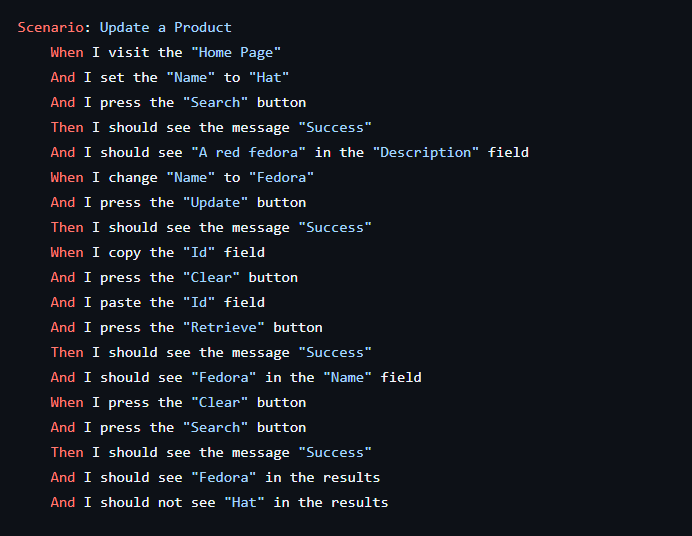 Scenario: Update a Product
When I visit the "Home Page"
And I set the "Name" to "Hat"
And I press the "Search" button
Then I should see the message "Success"
And I should see "A red fedora" in the "Description" field
When I change "Name" to "Fedora"
And I press the "Update" button
Then I should see the message "Success"
When I copy the "Id" field
And I press the "Clear" button
And I paste the "Id" field
And I press the "Retrieve" button
Then I should see the message "Success"
And I should see "Fedora" in the "Name" field
When I press the "Clear" button
And I press the "Search" button
Then I should see the message "Success"
And I should see "Fedora" in the results
And I should not see "Hat" in the results